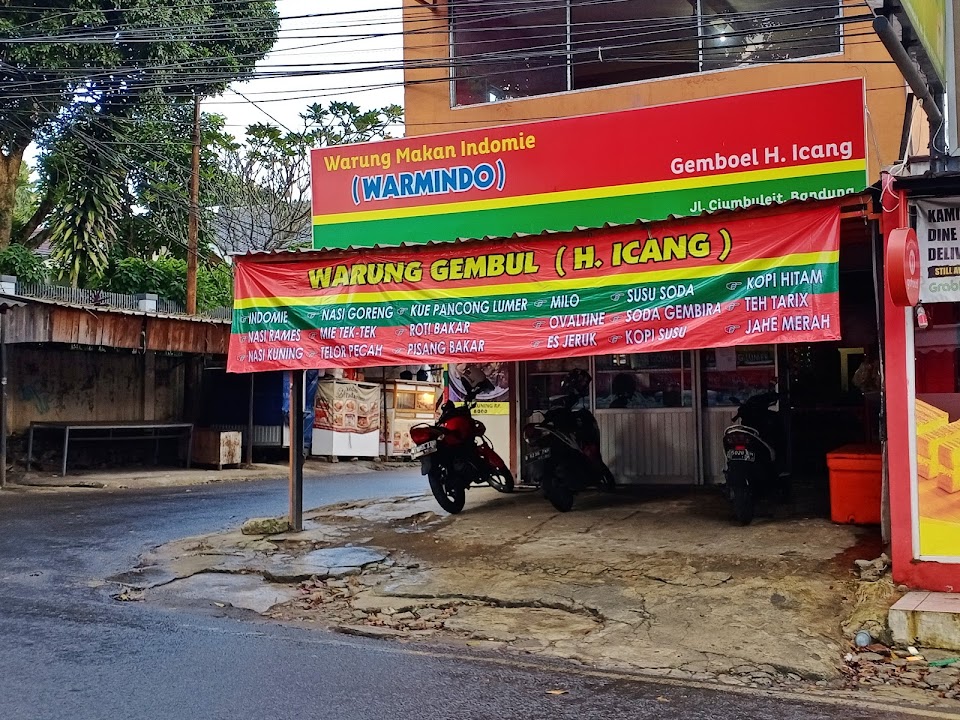 Warung Makan Indomie
(WARMINDO)
Gemboel H. Icang
Jl. Ciumbuleit, Bandung
WARUNG GEMBUL ( H. ICANG )
INDOMIE
NASI RAMES
NASI KUNING
NASI GORENG
MIE TEK-TEK
TELOR PECAH
KUE PANCONG LUMER
ROTI BAKAR
PISANG BAKAR
MILO
OVALTINE
ES JERUK
SUSU SODA
SODA GEMBIRA
KOPI SUSU
KOPI HITAM
TEH TARIX
JAHE MERAH
KAMU
DINE
DELIV
STILL
Grab